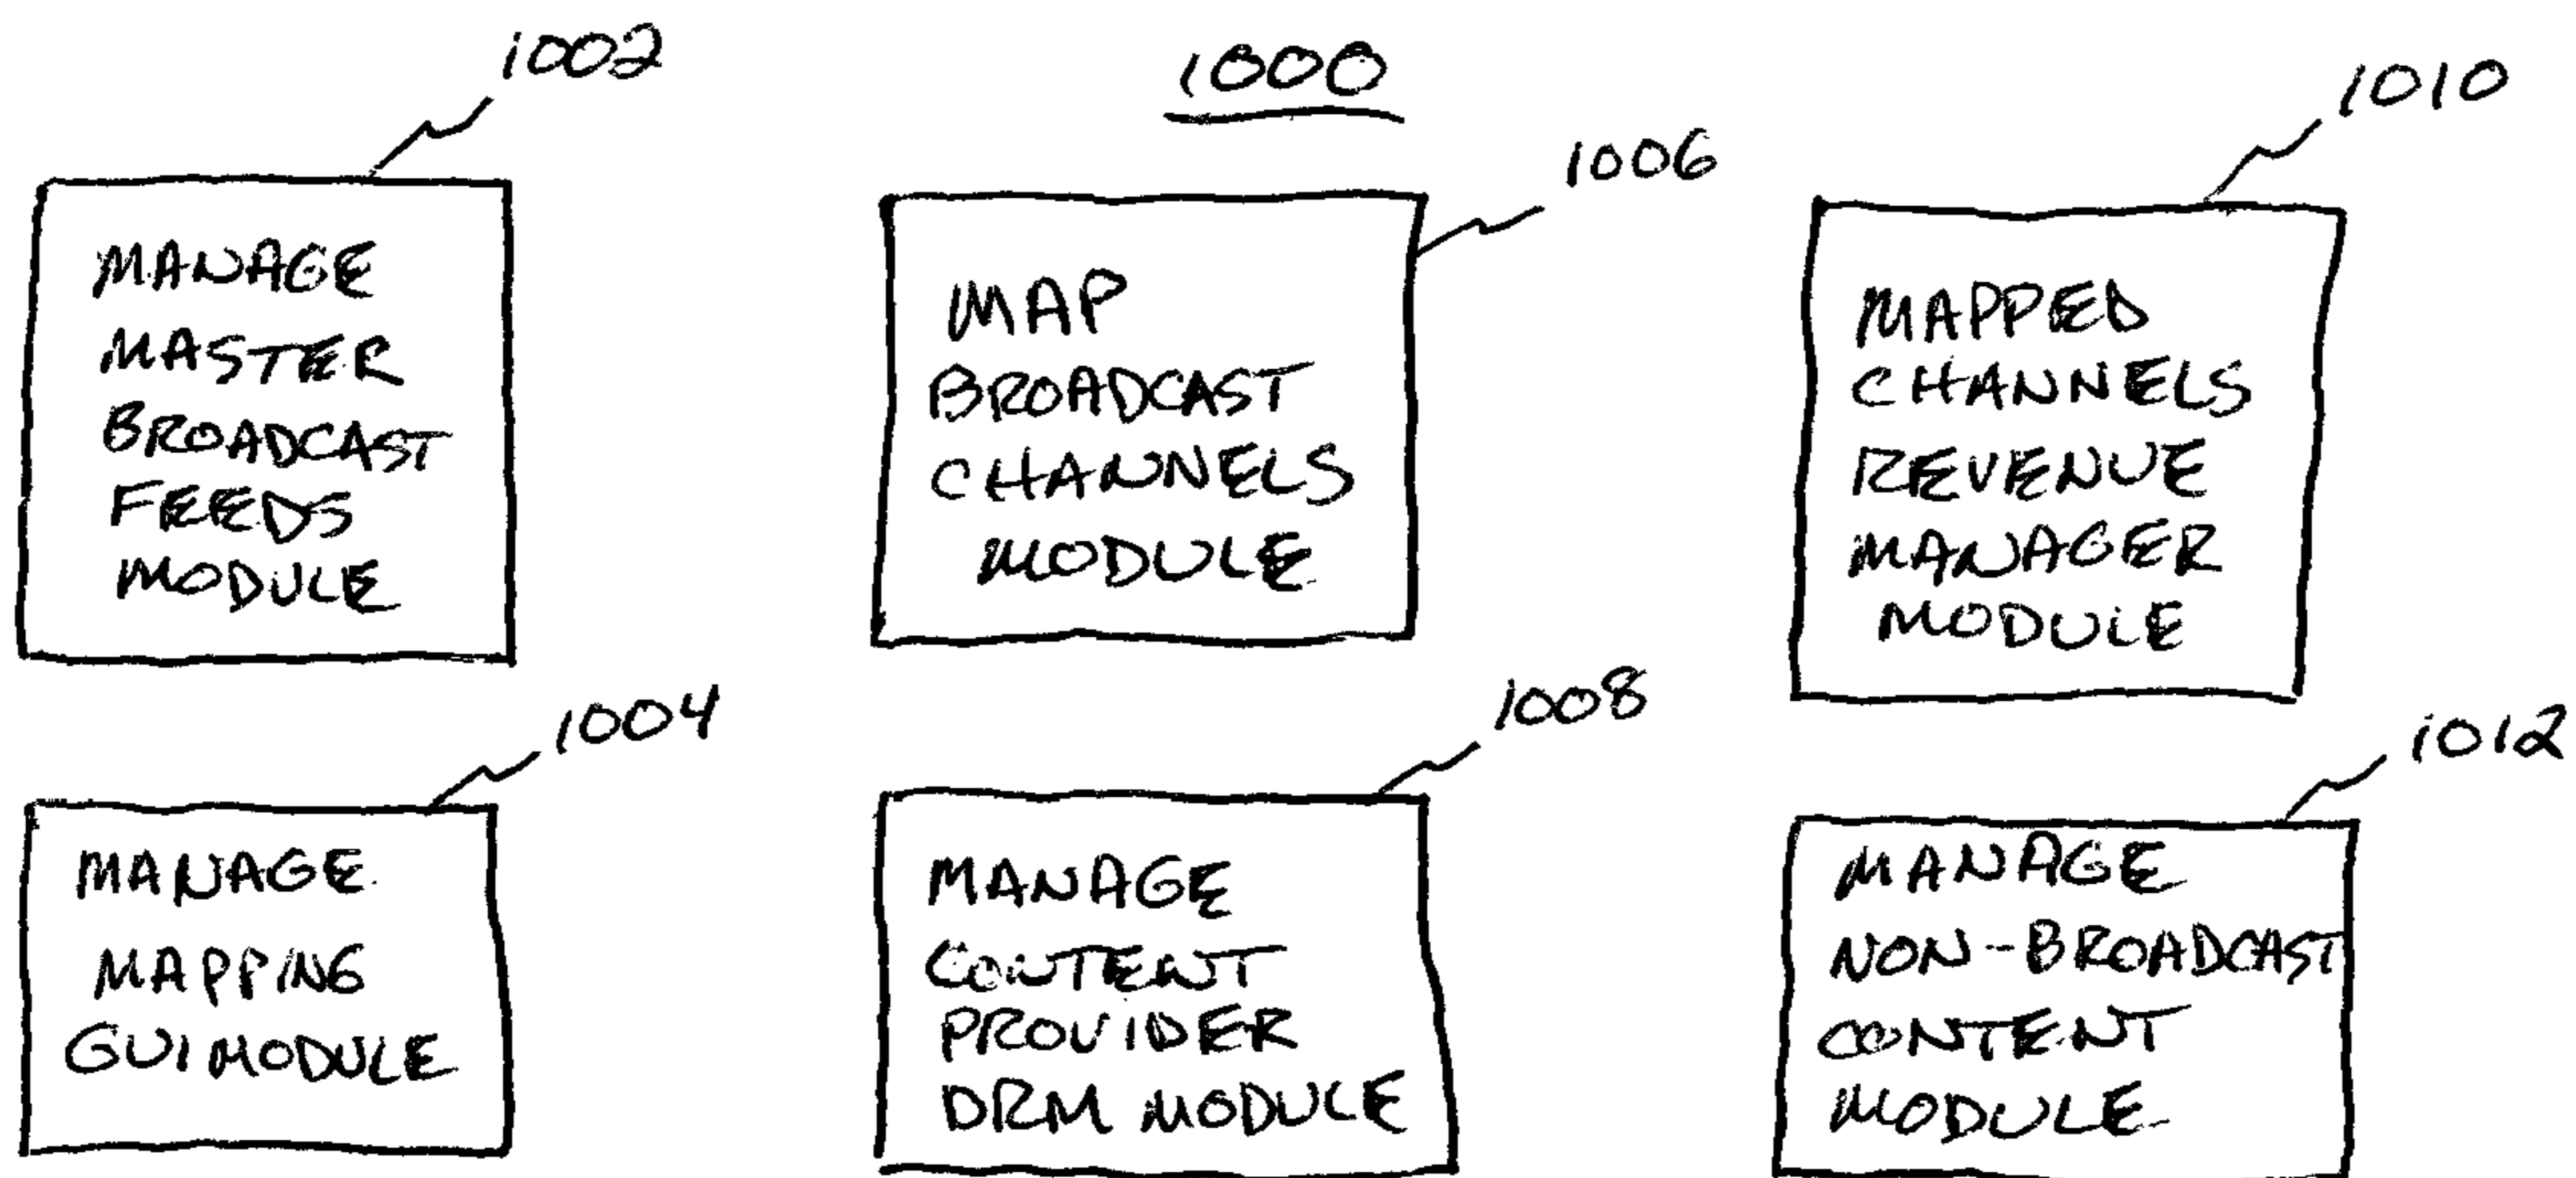 1000
1002
MANAGE
MASTER
BROADCAST
FEEDS
MODULE
1006
MAP
BROADCAST
CHANNELS
MODULE
1010
MAPPED
CHANNELS
REVENUE
MANAGER
MODULE
1004
MANAGE
MAPPING
GUI MODULE
1008
MANAGE
CONTENT
PROVIDER
DRM MODULE
1012
MANAGE
NON-BROADCAST
CONTENT
MODULE